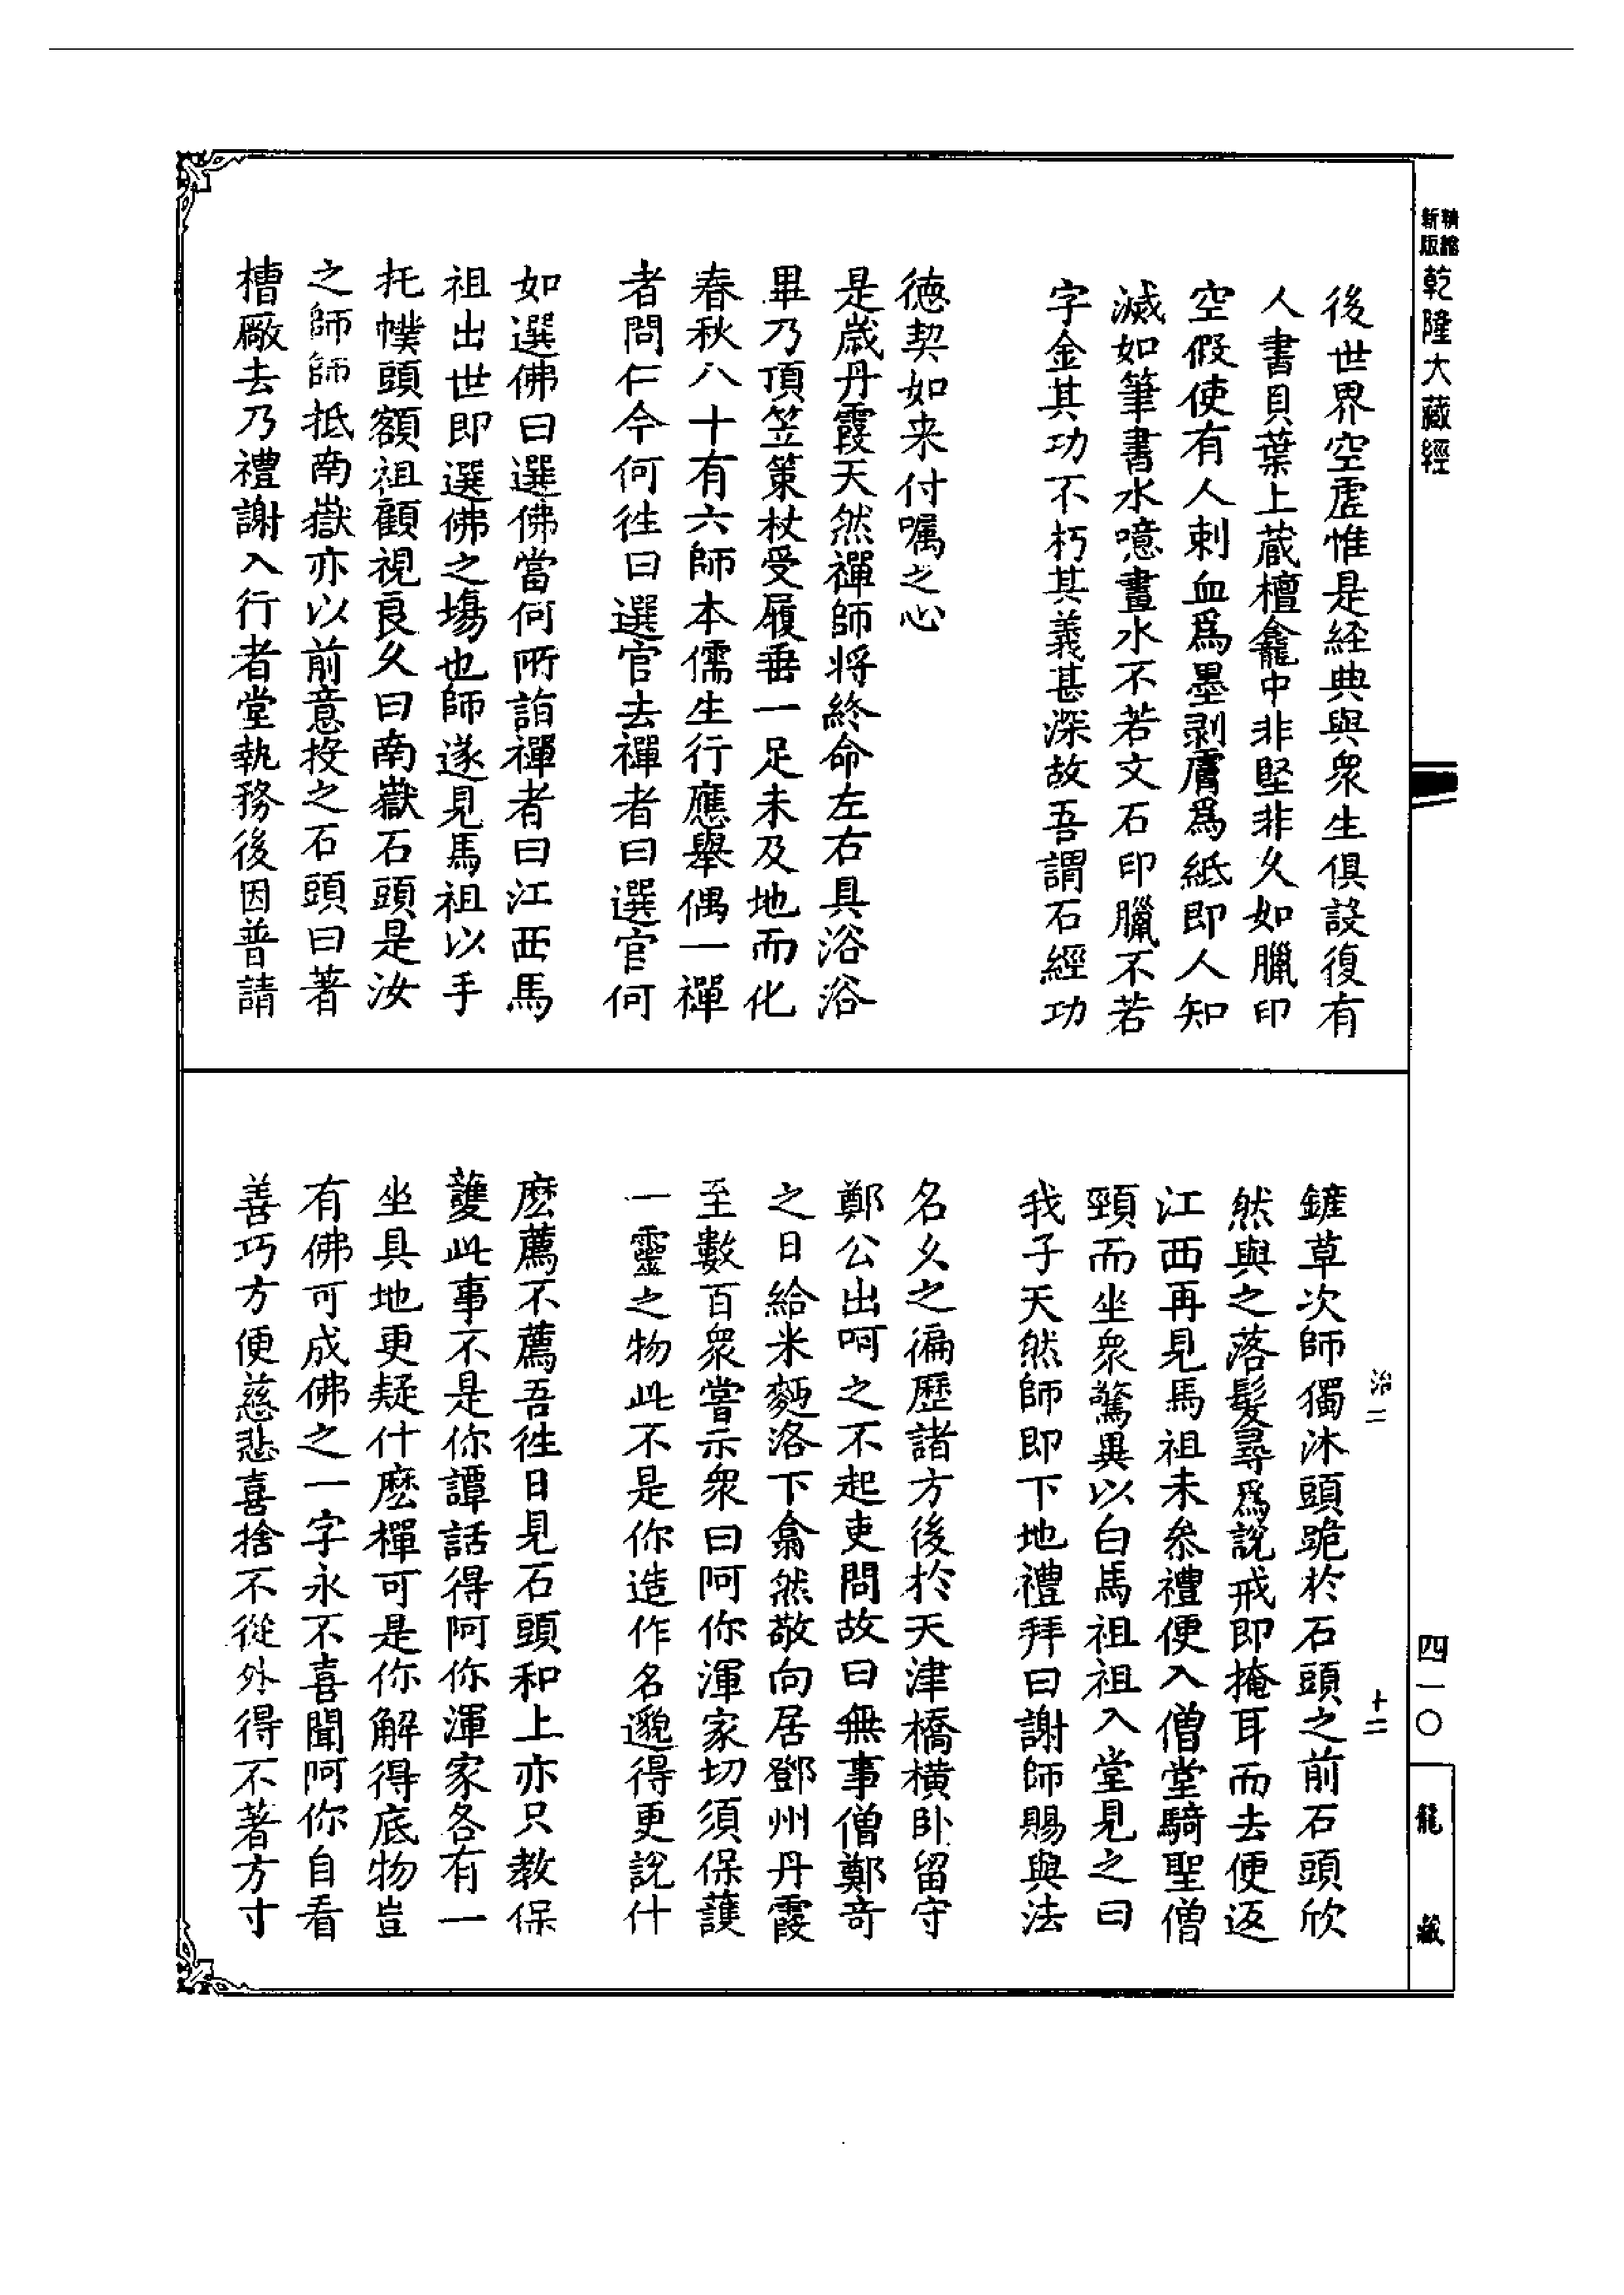 精縮新版
乾隆大藏經
後世界空虛惟是経典與衆生俱設復有
人書貝葉上藏檀龕中非堅非久如臘印
空假使有人刺血爲墨剥膚爲紙即人知
滅如筆書水噫畫水不若文石印臘不若
字金其功不朽其義甚深故吾謂石經功
德契如来付嘱之心
是歲丹霞天然禪師将終命左右具浴浴
畢乃頂笠策杖受履垂一足未及地而化
春秋八十有六師本儒生行應舉偶一禪
者問仁今何徃曰選官去禪者曰選官何
如選佛曰選佛當何所詣禪者曰江西馬
祖出世即選佛之場也師遂見馬祖以手
托幞頭額祖顧視良久曰南嶽石頭是汝
之師師抵南嶽亦以前意投之石頭曰著
槽廠去乃禮謝入行者堂執務後因普請
治二
十二
鏟草次師獨沐頭跪於石頭之前石頭欣
然與之落髮尋爲說戒即掩耳而去便返
江西再見馬祖未叅禮便入僧堂騎聖僧
頸而坐衆驚異以白馬祖祖入堂見之曰
我子天然師即下地禮拜曰謝師賜與法
名久之徧歷諸方後於天津橋橫卧留守
鄭公出呵之不起吏問故曰無事僧鄭竒
之日給米麪洛下翕然敬向居鄧州丹霞
至數百衆嘗示衆曰阿你渾家切須保護
一靈之物此不是你造作名邈得更說什
麽薦不薦吾徃日見石頭和上亦只教保
護此事不是你譚話得阿你渾家各有一
坐具地更疑什麽禪可是你解得底物豈
有佛可成佛之一字永不喜聞阿你自看
善巧方便慈悲喜捨不從外得不著方寸
四一〇
龍藏